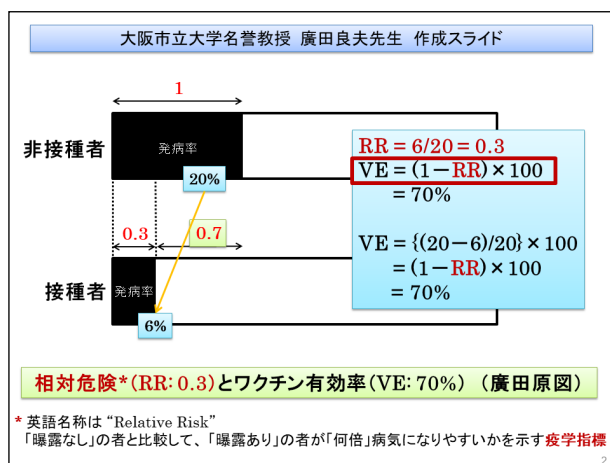 大阪市立大学名誉教授 廣田良夫先生 作成スライド
1
非接種者
発病率
20%
RR = 6/20 = 0.3
VE = (1－RR) × 100
= 70%
0.3
0.7
VE = {(20－6)/20} × 100
= (1－RR) × 100
= 70%
接種者
発病率
6%
相対危険*(RR: 0.3)とワクチン有効率(VE: 70%) (廣田原図)
* 英語名称は “Relative Risk”
「曝露なし」の者と比較して、「曝露あり」の者が「何倍」病気になりやすいかを示す疫学指標
2